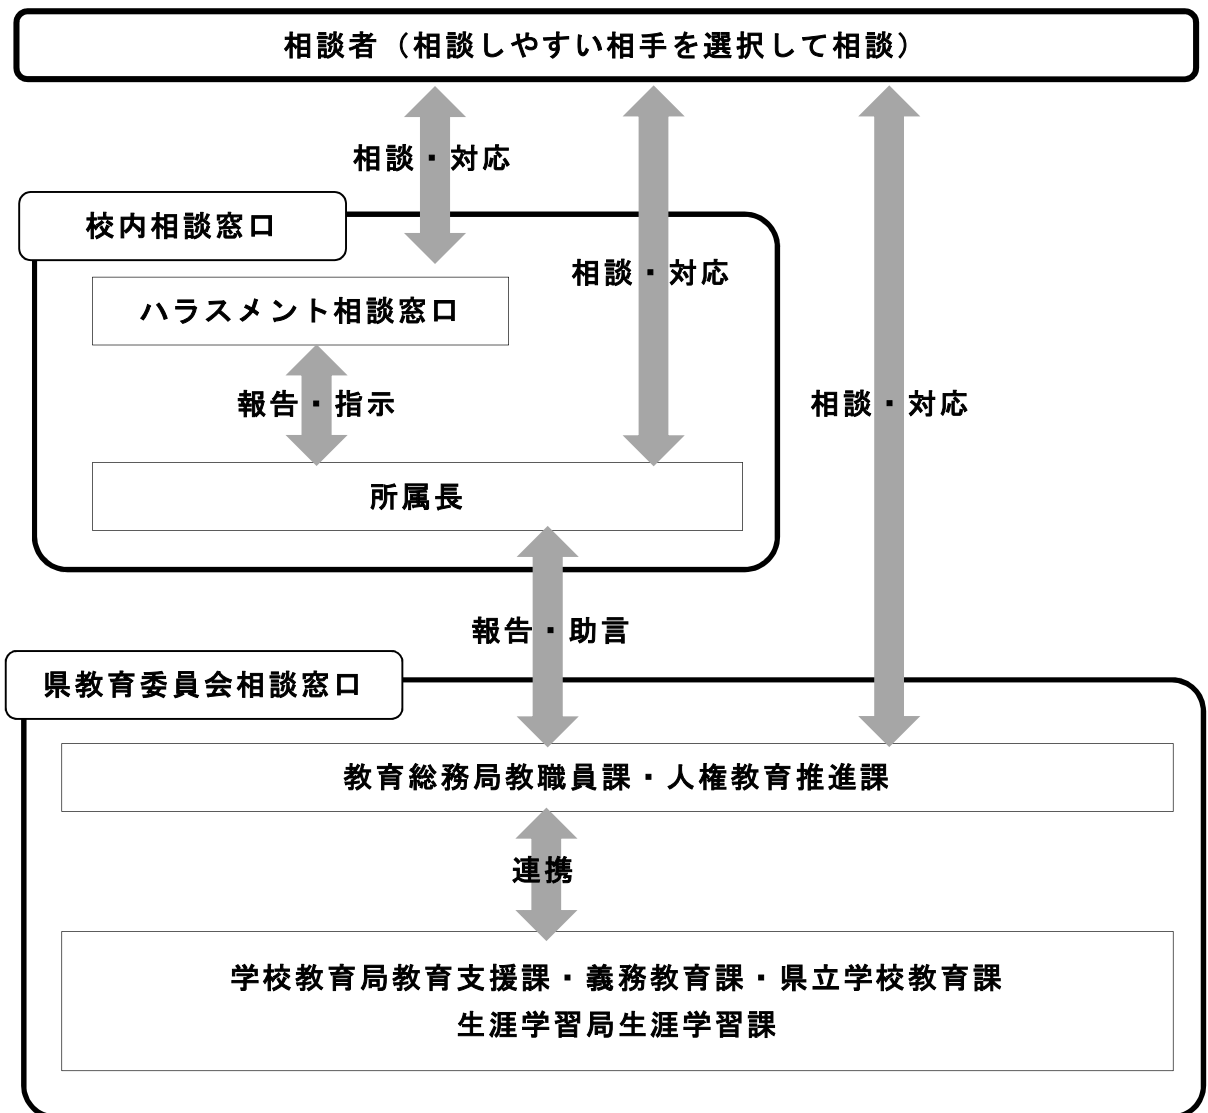 相談者（相談しやすい相手を選択して相談）
相談・対応
校内相談窓口
相談・対応
ハラスメント相談窓口
報告・指示
相談・対応
所属長
報告・助言
県教育委員会相談窓口
教育総務局教職員課・人権教育推進課
連携
学校教育局教育支援課・義務教育課・県立学校教育課
生涯学習局生涯学習課